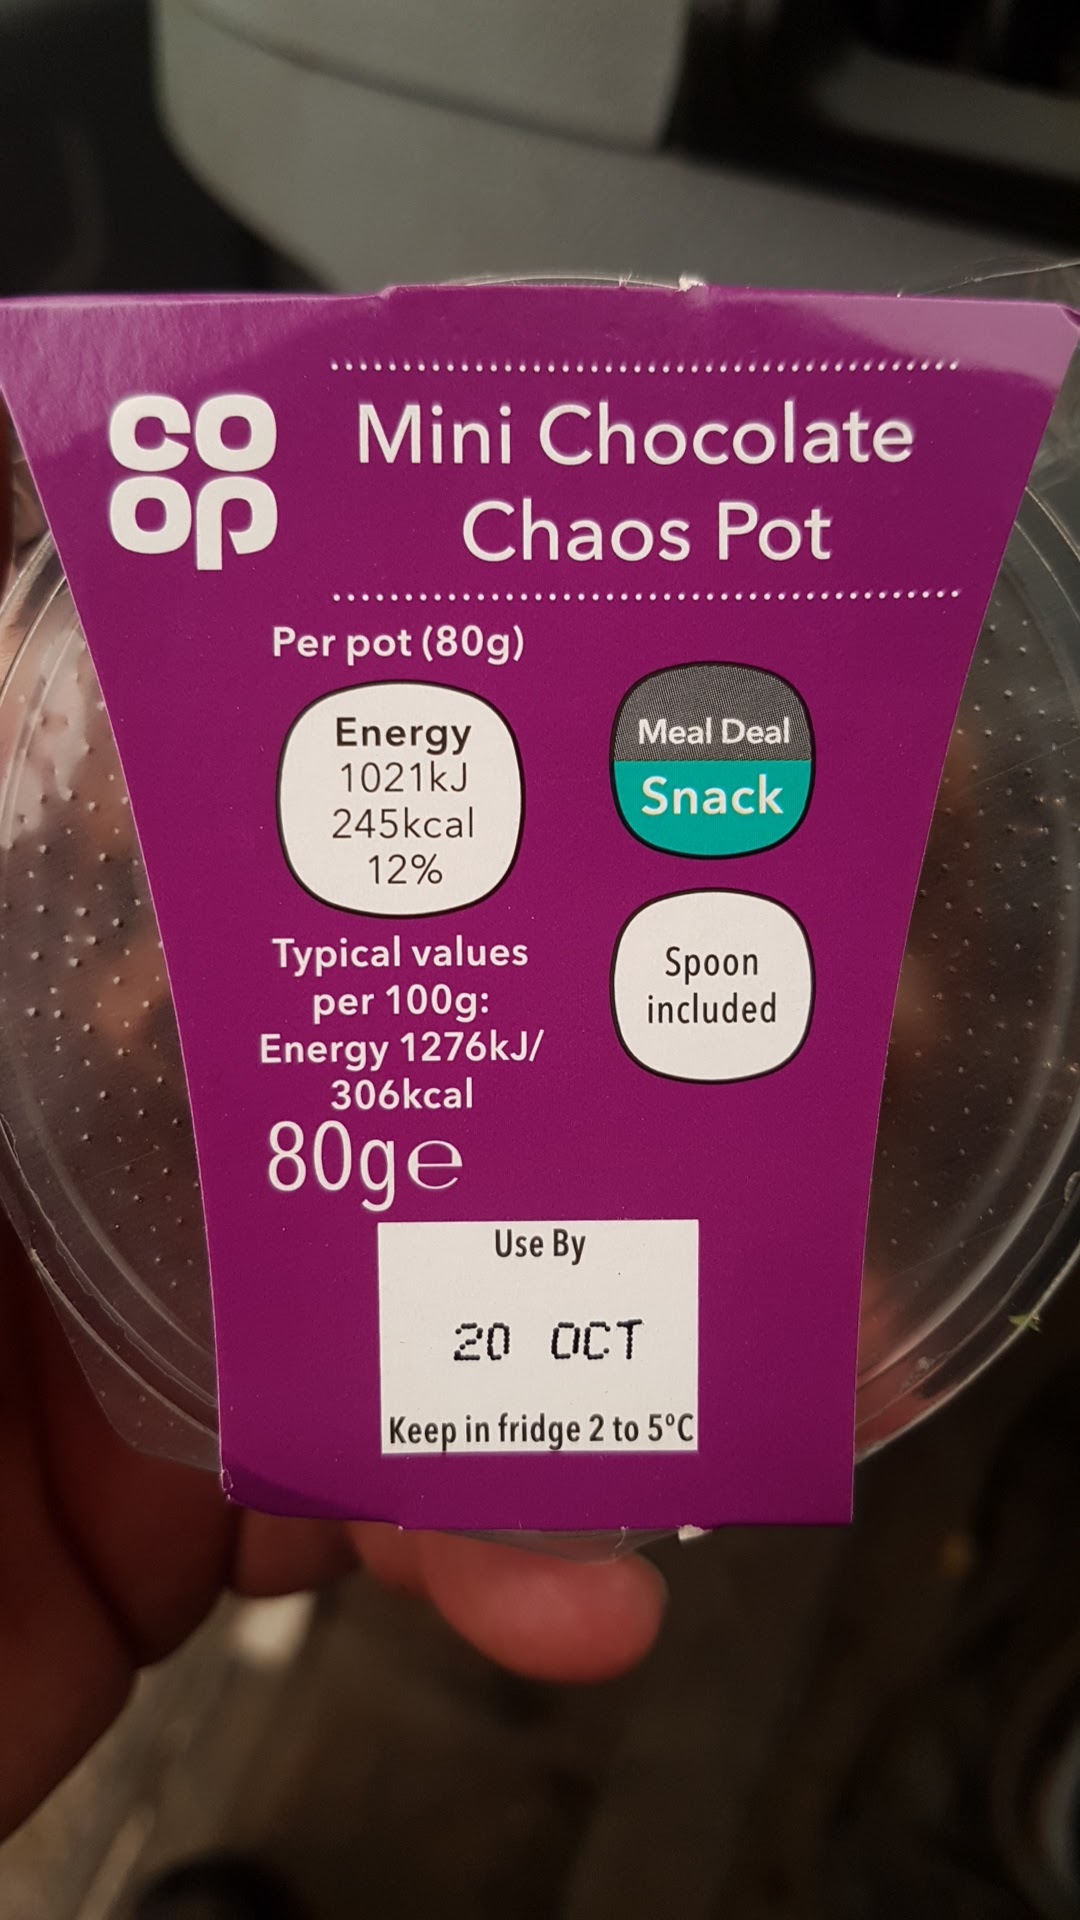 co
op
Mini Chocolate
Chaos Pot
Per pot (80g)
Energy
1021kJ
245kcal
12%
Meal Deal
Snack
Spoon
included
Typical values
per 100g:
Energy 1276kJ/
306kcal
80g℮
Use By
20 OCT
Keep in fridge 2 to 5°C